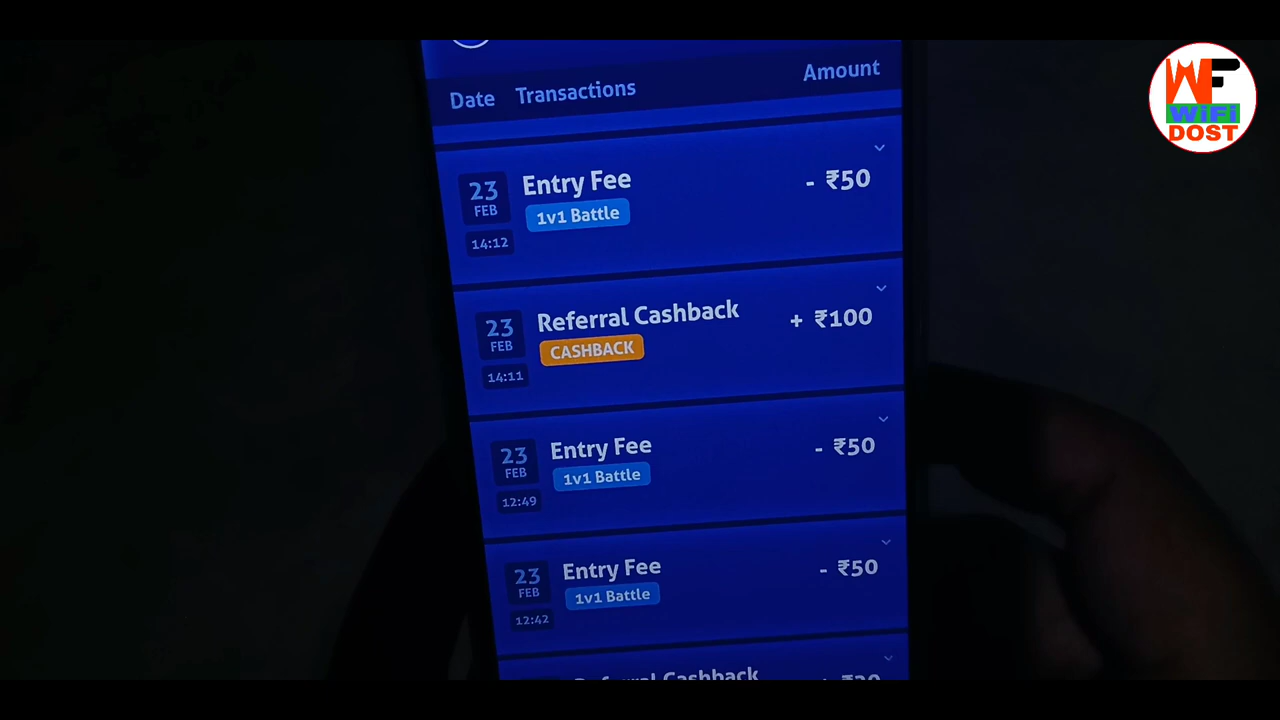 WF
WiFi
DOST
Date Transactions Amount
23 FEB 14:12 Entry Fee - ₹50
1v1 Battle
23 FEB 14:11 Referral Cashback + ₹100
CASHBACK
23 FEB 12:49 Entry Fee - ₹50
1v1 Battle
23 FEB 12:42 Entry Fee - ₹50
1v1 Battle
Referral Cashback